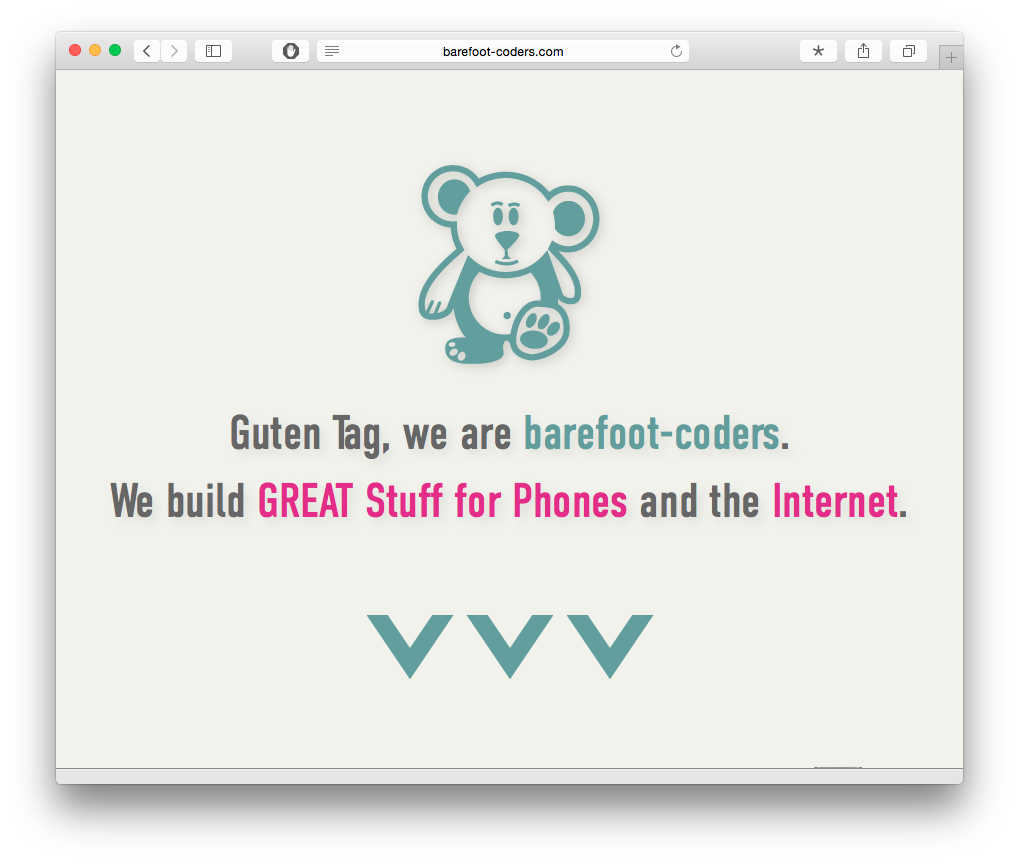 barefoot-coders.com
Guten Tag, we are barefoot-coders.
We build GREAT Stuff for Phones and the Internet.